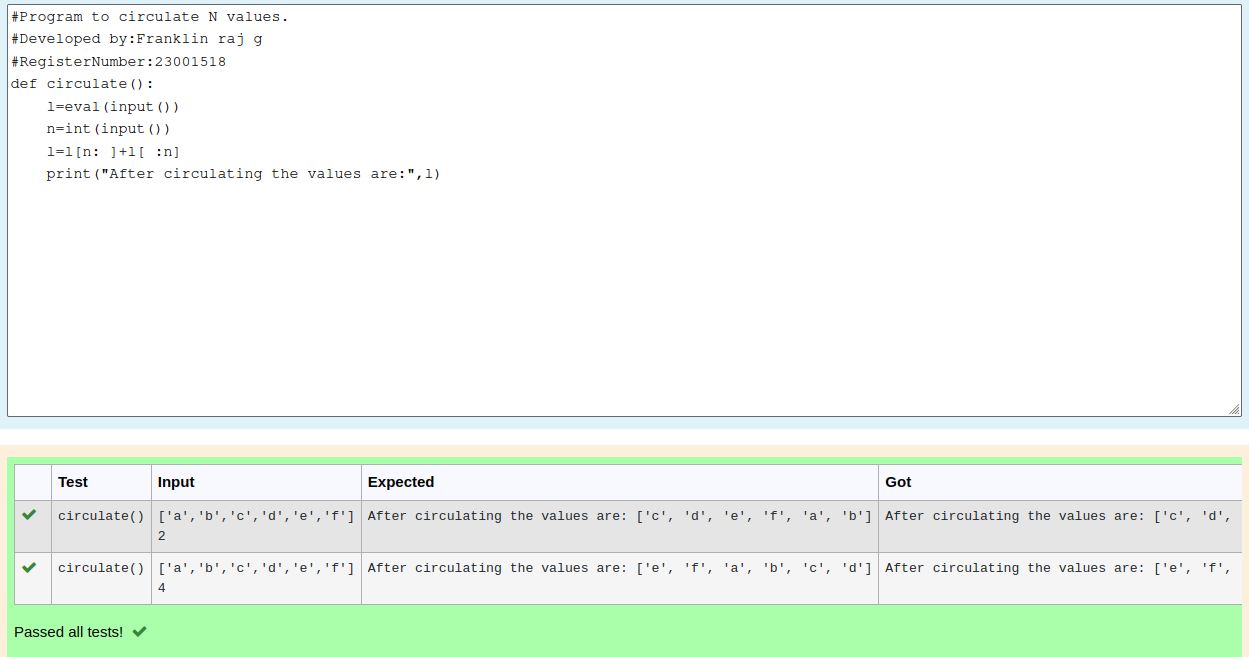 #Program to circulate N values.
#Developed by:Franklin raj g
#RegisterNumber:23001518
def circulate():
    l=eval(input())
    n=int(input())
    l=l[n: ]+l[ :n]
    print("After circulating the values are:",l)
Test Input Expected Got
circulate() ['a','b','c','d','e','f'] After circulating the values are: ['c', 'd', 'e', 'f', 'a', 'b'] After circulating the values are: ['c', 'd',
2
circulate() ['a','b','c','d','e','f'] After circulating the values are: ['e', 'f', 'a', 'b', 'c', 'd'] After circulating the values are: ['e', 'f',
4
Passed all tests!